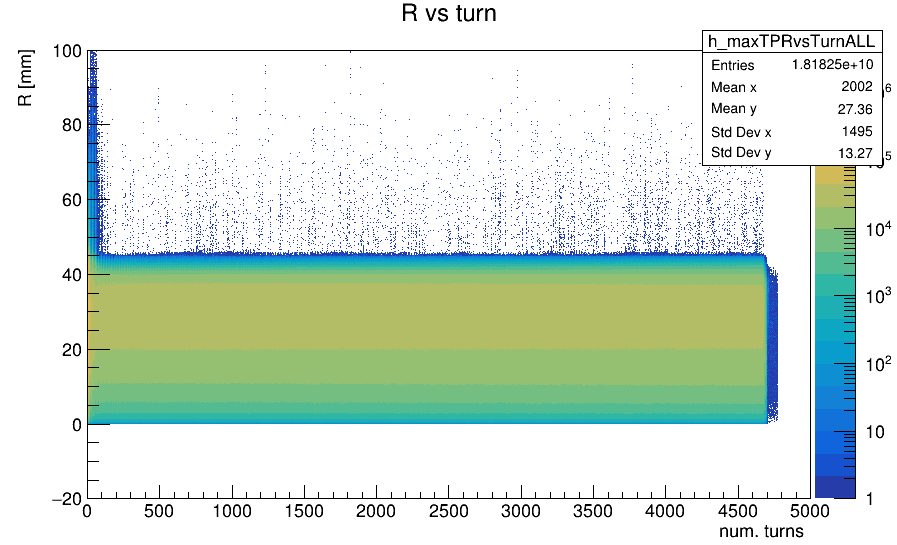 R vs turn
h_maxTPRvsTurnALL
Entries 1.81825e+10
Mean x 2002
Mean y 27.36
Std Dev x 1495
Std Dev y 13.27
R [mm]
100
80
60
40
20
0
−20
0 500 1000 1500 2000 2500 3000 3500 4000 4500 5000
num. turns
6
5
10⁴
10³
10²
10
1